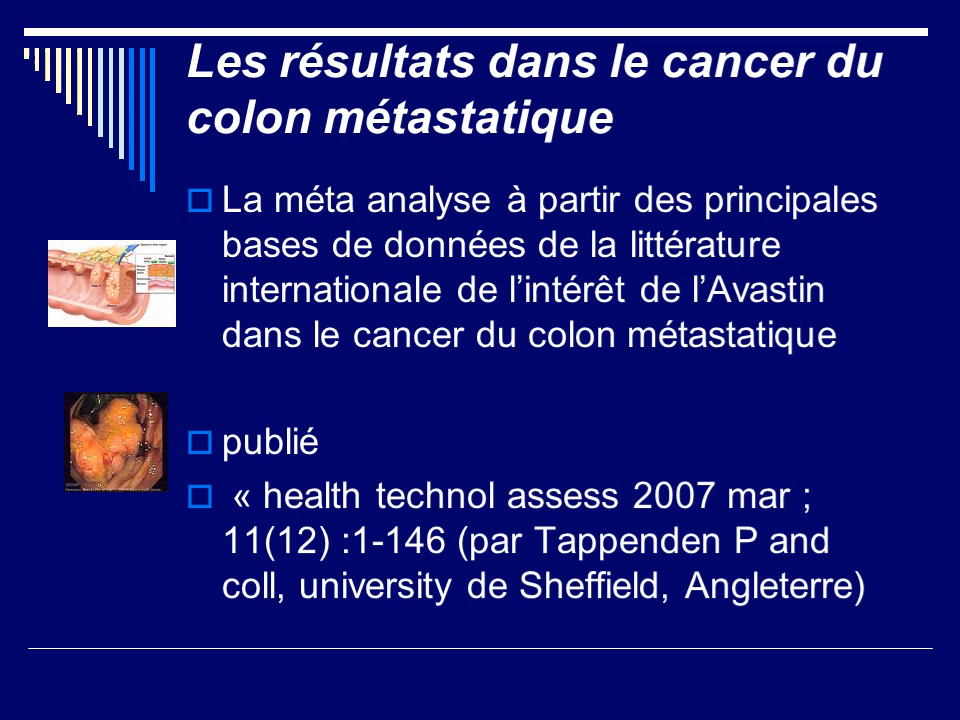 Les résultats dans le cancer du
colon métastatique
La méta analyse à partir des principales
bases de données de la littérature
internationale de l’intérêt de l’Avastin
dans le cancer du colon métastatique
publié
« health technol assess 2007 mar ;
11(12) :1-146 (par Tappenden P and
coll, university de Sheffield, Angleterre)